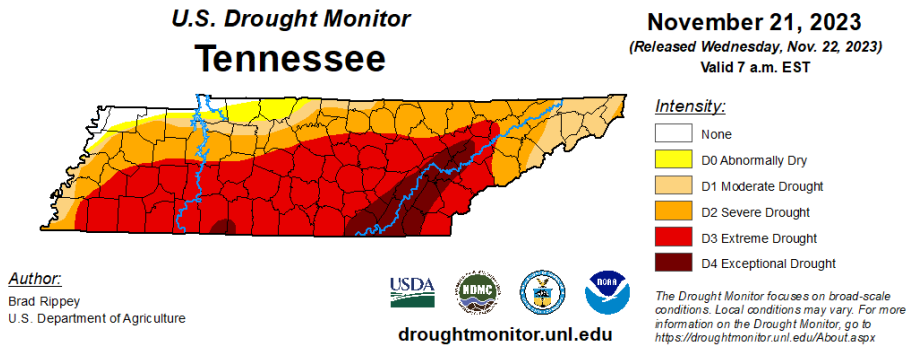 U.S. Drought Monitor
Tennessee
November 21, 2023
(Released Wednesday, Nov. 22, 2023)
Valid 7 a.m. EST
Intensity:
None
D0 Abnormally Dry
D1 Moderate Drought
D2 Severe Drought
D3 Extreme Drought
D4 Exceptional Drought
Author:
Brad Rippey
U.S. Department of Agriculture
USDA
NDMC
NOAA
droughtmonitor.unl.edu
The Drought Monitor focuses on broad-scale
conditions. Local conditions may vary. For more
information on the Drought Monitor, go to
https://droughtmonitor.unl.edu/About.aspx